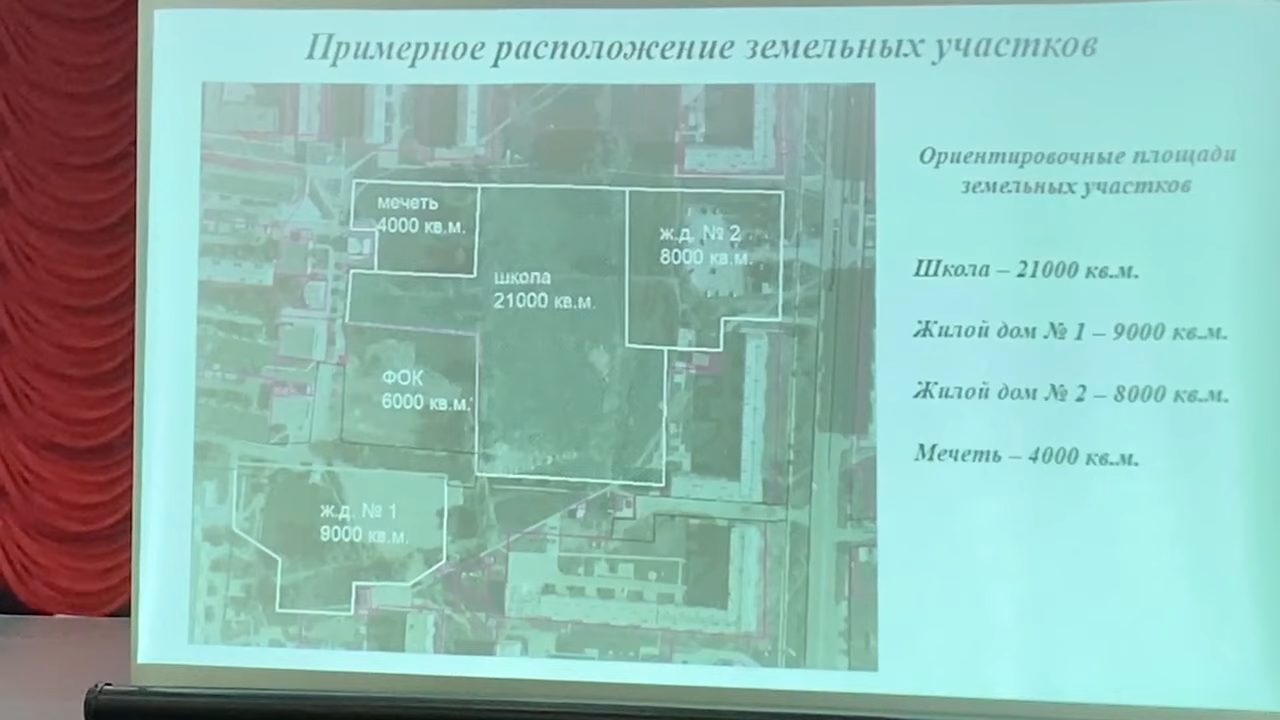 Примерное расположение земельных участков
мечеть
4000 кв.м.
ж.д. № 2
8000 кв.м.
школа
21000 кв.м.
ФОК
6000 кв.м.
ж.д. № 1
9000 кв.м.
Ориентировочные площади
земельных участков
Школа – 21000 кв.м.
Жилой дом № 1 – 9000 кв.м.
Жилой дом № 2 – 8000 кв.м.
Мечеть – 4000 кв.м.